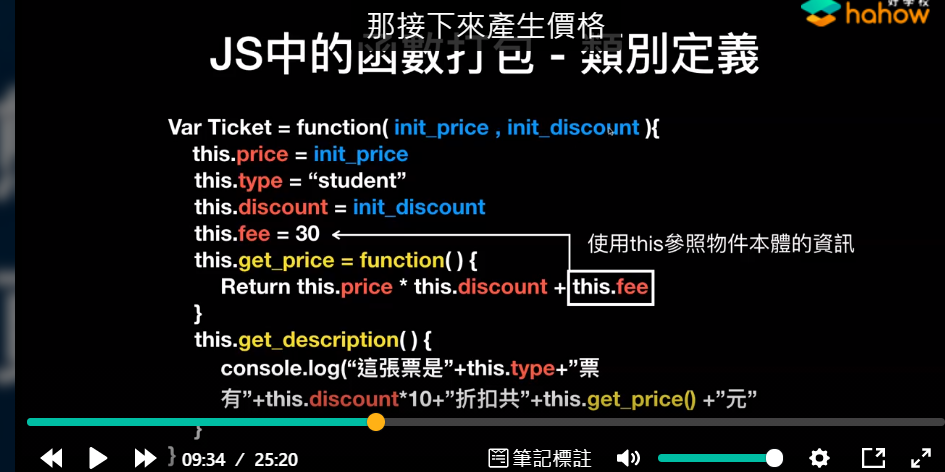 好學校
hahow
那接下來產生價格
JS中的函數打包 - 類別定義
Var Ticket = function( init_price , init_discount ){
this.price = init_price
this.type = “student”
this.discount = init_discount
this.fee = 30
使用this參照物件本體的資訊
this.get_price = function( ) {
Return this.price * this.discount + this.fee
}
this.get_description( ) {
console.log(“這張票是”+this.type+”票
有”+this.discount*10+”折扣共”+this.get_price() +”元”
}
}
09:34 / 25:20
筆記標註